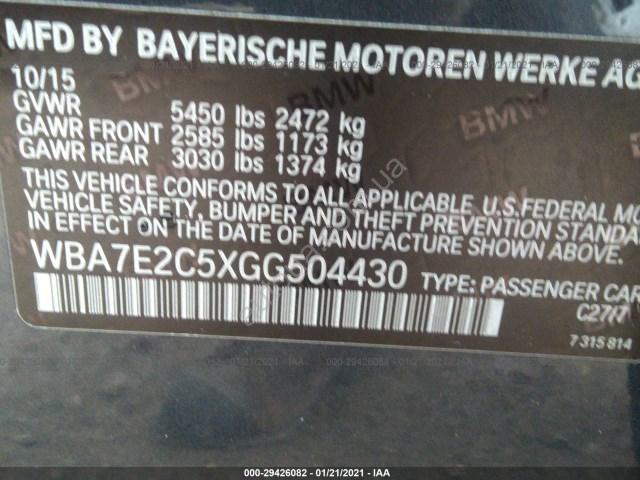 MFD BY BAYERISCHE MOTOREN WERKE AG
10/15
GVWR 5450 lbs 2472 kg
GAWR FRONT 2585 lbs 1173 kg
GAWR REAR 3030 lbs 1374 kg
THIS VEHICLE CONFORMS TO ALL APPLICABLE U.S.FEDERAL MO
VEHICLE SAFETY, BUMPER AND THEFT PREVENTION STANDA
IN EFFECT ON THE DATE OF MANUFACTURE SHOWN ABOVE.
WBA7E2C5XGG504430 TYPE: PASSENGER CAR
C27/7
7315814
000-29426082 - 01/21/2021 - IAA